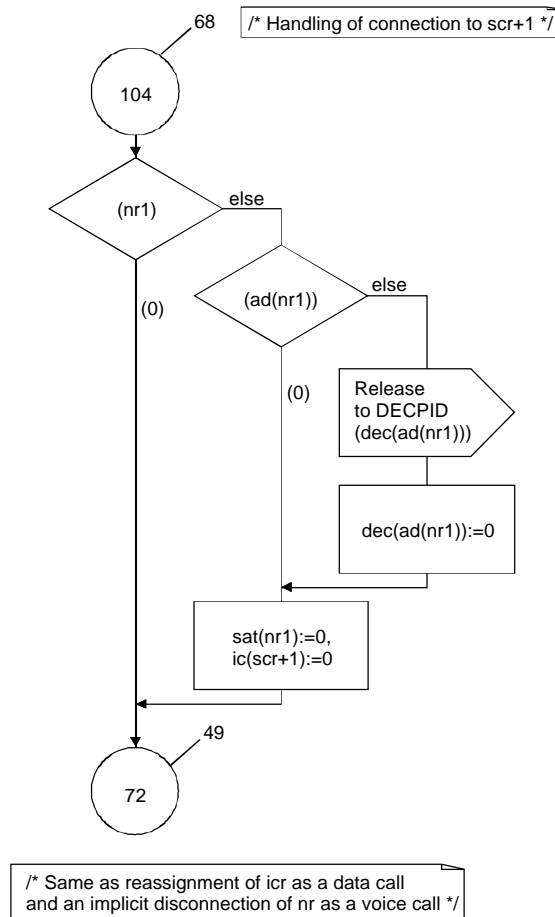 68
/* Handling of connection to scr+1 */
104
(nr1)
else
(0)
(ad(nr1))
else
(0)
Release
to DECPID
(dec(ad(nr1)))
dec(ad(nr1)):=0
sat(nr1):=0,
ic(scr+1):=0
49
72
/* Same as reassignment of icr as a data call
and an implicit disconnection of nr as a voice call */